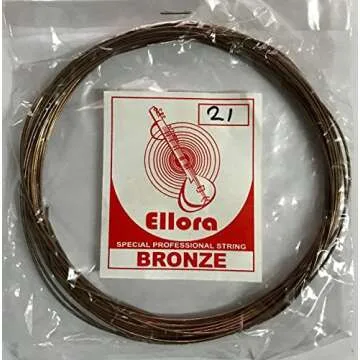 21
Ellora
SPECIAL PROFESSIONAL STRING
BRONZE